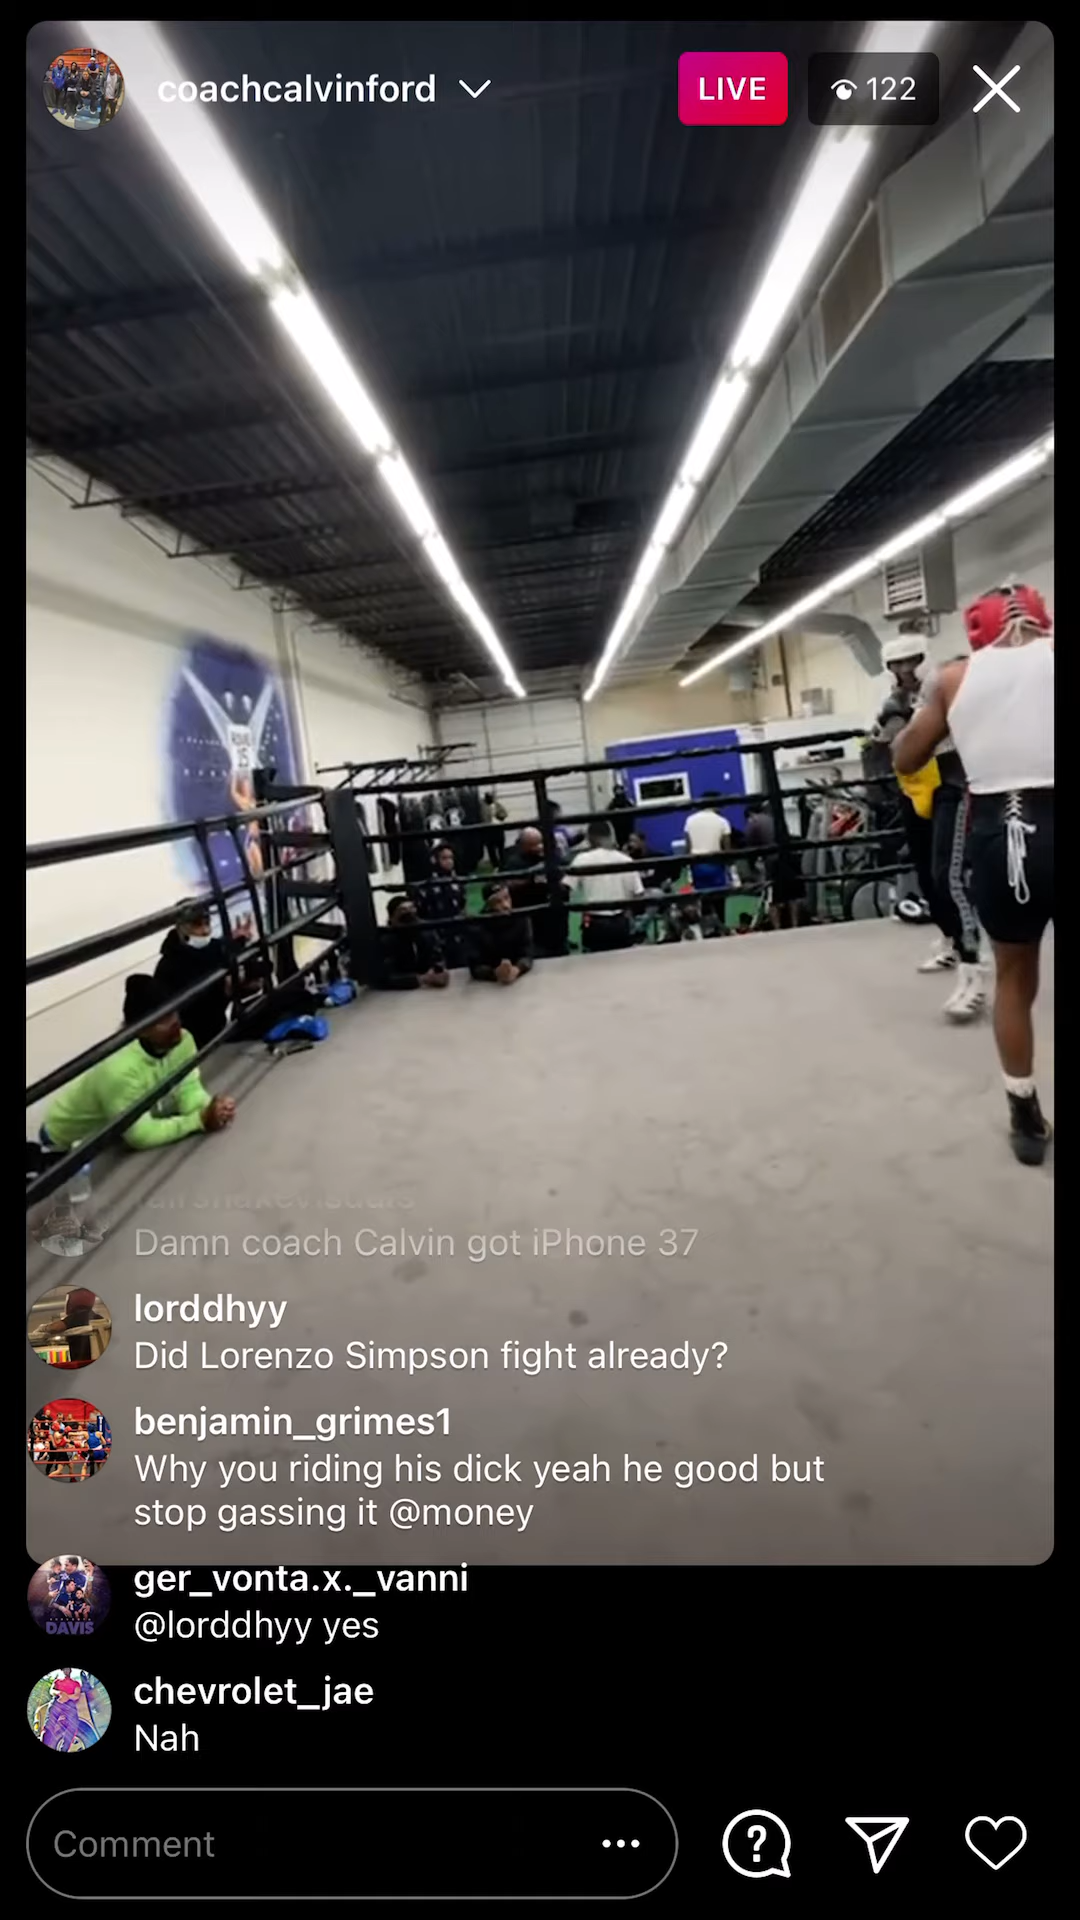 coachcalvinford
LIVE
122
Damn coach Calvin got iPhone 37
lorddhyy
Did Lorenzo Simpson fight already?
benjamin_grimes1
Why you riding his dick yeah he good but
stop gassing it @money
ger_vonta.x._vanni
DAVIS
@lorddhyy yes
chevrolet_jae
Nah
Comment